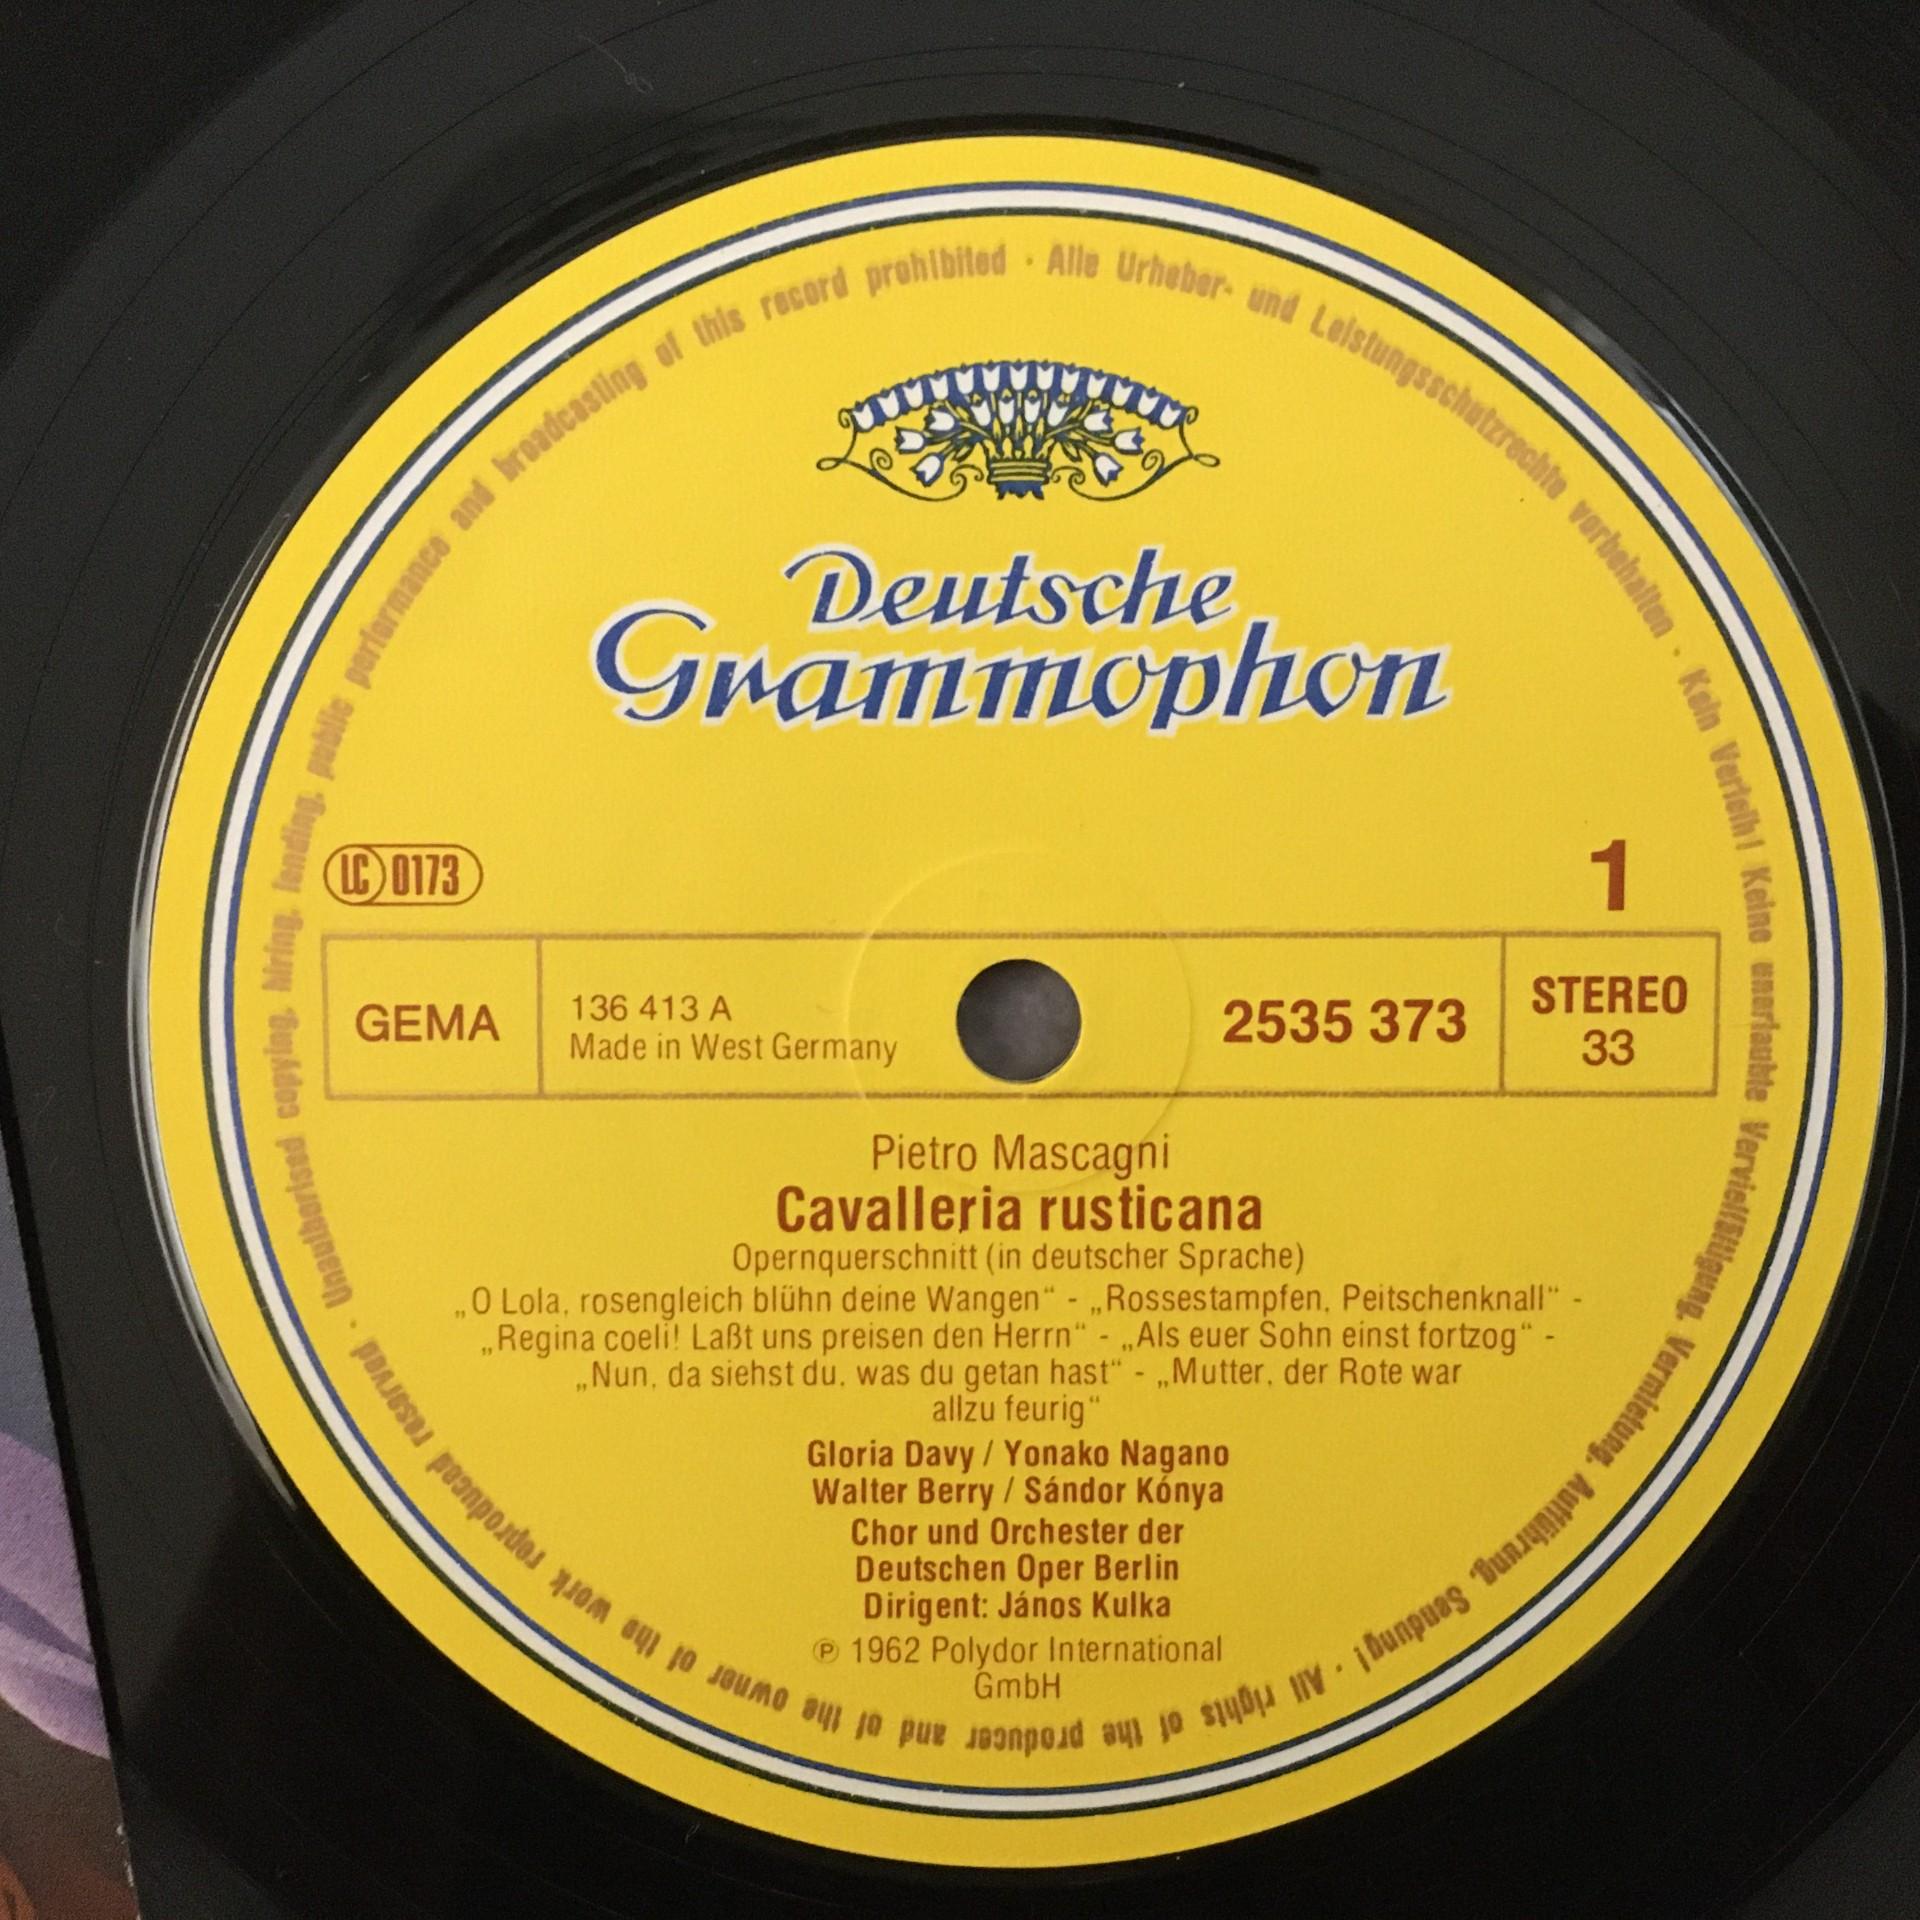 Deutsche
Grammophon
LC 0173
1
GEMA
136 413 A
Made in West Germany
2535 373
STEREO
33
Pietro Mascagni
Cavalleria rusticana
Opernquerschnitt (in deutscher Sprache)
„O Lola, rosengleich blühn deine Wangen“ - „Rossestampfen, Peitschenknall“ -
„Regina coeli! Laßt uns preisen den Herrn“ - „Als euer Sohn einst fortzog“ -
„Nun, da siehst du, was du getan hast“ - „Mutter, der Rote war
allzu feurig“
Gloria Davy / Yonako Nagano
Walter Berry / Sándor Kónya
Chor und Orchester der
Deutschen Oper Berlin
Dirigent: János Kulka
℗ 1962 Polydor International
GmbH
Alle Urheber- und Leistungsschutzrechte vorbehalten · Kein Verleih! Keine unerlaubte Vervielfältigung, Vermietung, Aufführung, Sendung! · All rights of the producer and of the owner of the work reproduced reserved · Unauthorised copying, hiring, lending, public performance and broadcasting of this record prohibited ·